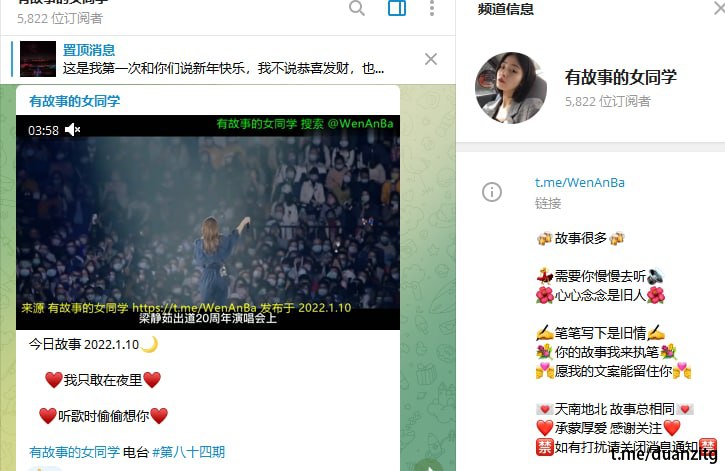 有故事的女同学
5,822 位订阅者
置顶消息
这是我第一次和你们说新年快乐，我不说恭喜发财，也...
有故事的女同学
03:58
有故事的女同学 搜索 @WenAnBa
来源 有故事的女同学 https://t.me/WenAnBa 发布于 2022.1.10
梁静茹出道20周年演唱会上
今日故事 2022.1.10🌙
♥️我只敢在夜里♥️
♥️听歌时偷偷想你♥️
有故事的女同学 电台 #第八十四期
频道信息
有故事的女同学
5,822 位订阅者
t.me/WenAnBa
链接
🍻故事很多🍻
💃需要你慢慢去听🔊
🌺心心念念是旧人🌺
✍️笔笔写下是旧情✍️
💐你的故事我来执笔💐
💏愿我的文案能留住你💏
💌天南地北 故事总相同💌
❤️承蒙厚爱 感谢关注❤️
🈲如有打扰请关闭消息通知🈲
t.me/duanzitg